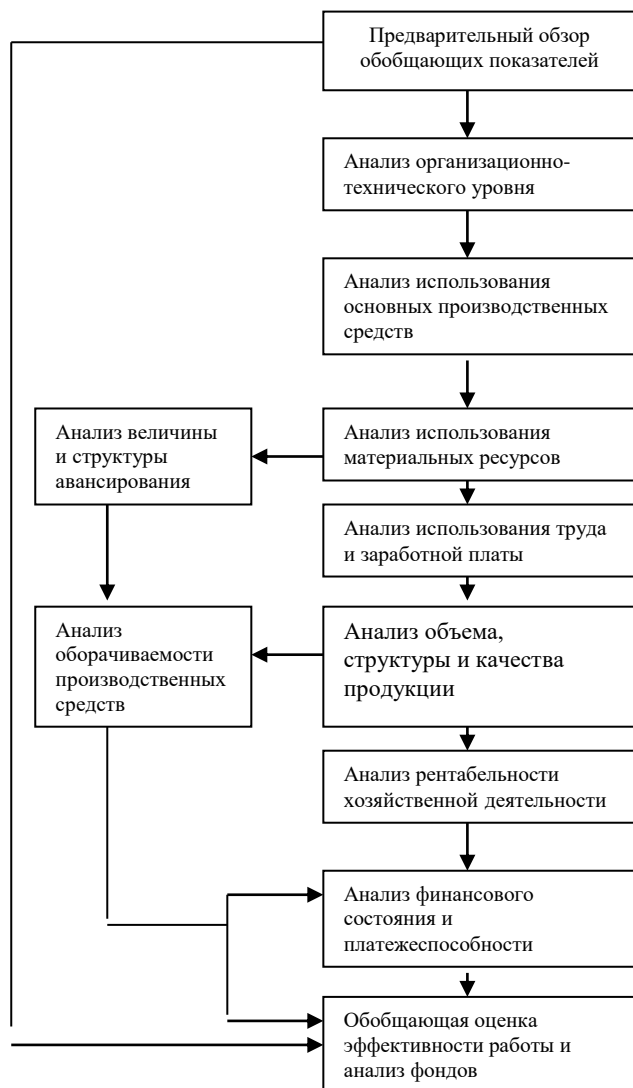 Предварительный обзор
обобщающих показателей
Анализ организационно-
технического уровня
Анализ использования
основных производственных
средств
Анализ величины
и структуры
авансирования
Анализ использования
материальных ресурсов
Анализ использования труда
и заработной платы
Анализ
оборачиваемости
производственных
средств
Анализ объема,
структуры и качества
продукции
Анализ рентабельности
хозяйственной деятельности
Анализ финансового
состояния и
платежеспособности
Обобщающая оценка
эффективности работы и
анализ фондов